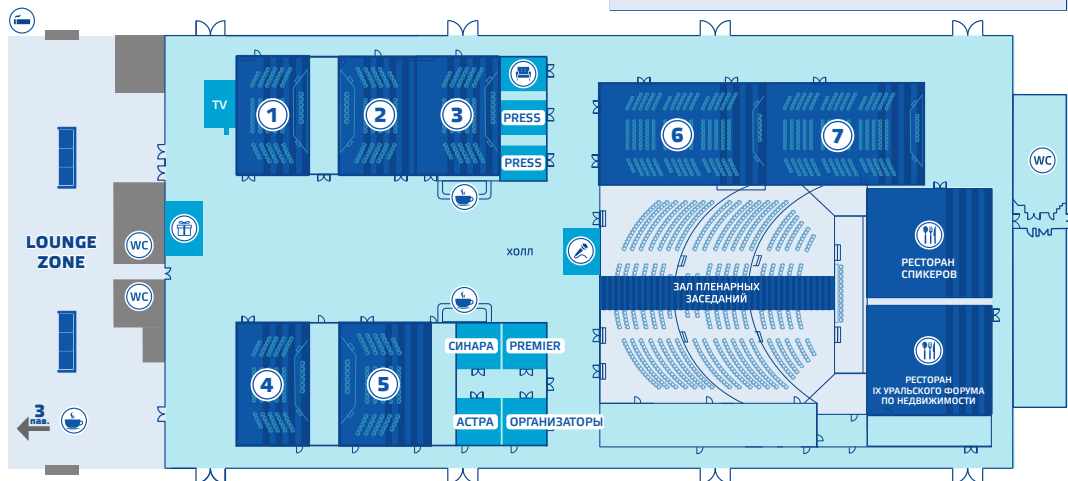 TV
1
2
3
PRESS
PRESS
6
7
WC
WC
LOUNGE
ZONE
WC
ХОЛЛ
ЗАЛ ПЛЕНАРНЫХ
ЗАСЕДАНИЙ
РЕСТОРАН
СПИКЕРОВ
4
5
СИНАРА
PREMIER
АСТРА
ОРГАНИЗАТОРЫ
РЕСТОРАН
IX УРАЛЬСКОГО ФОРУМА
ПО НЕДВИЖИМОСТИ
3
пав.